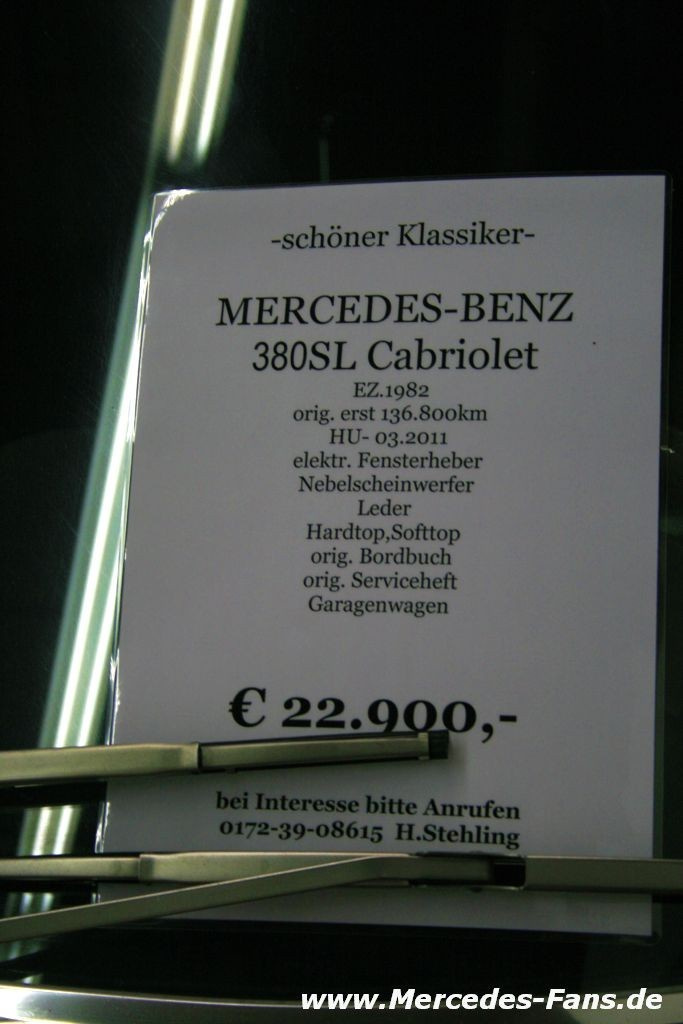 -schöner Klassiker-
MERCEDES-BENZ
380SL Cabriolet
EZ.1982
orig. erst 136.800km
HU- 03.2011
elektr. Fensterheber
Nebelscheinwerfer
Leder
Hardtop,Softtop
orig. Bordbuch
orig. Serviceheft
Garagenwagen
€ 22.900,-
bei Interesse bitte Anrufen
0172-39-08615 H.Stehling
www.Mercedes-Fans.de